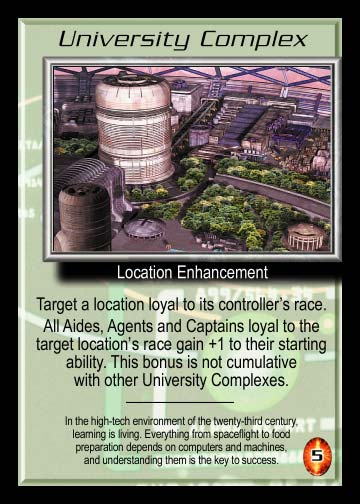 University Complex
Location Enhancement
Target a location loyal to its controller's race.
All Aides, Agents and Captains loyal to the
target location's race gain +1 to their starting
ability. This bonus is not cumulative
with other University Complexes.
In the high-tech environment of the twenty-third century,
learning is living. Everything from spaceflight to food
preparation depends on computers and machines,
and understanding them is the key to success.
5